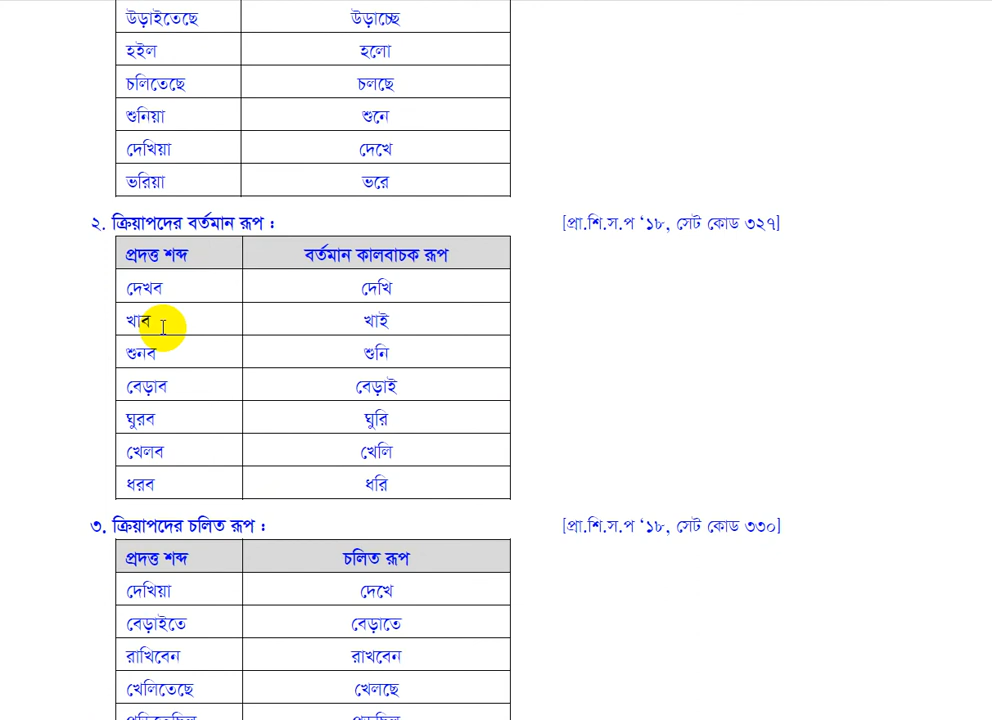 উড়াইতেছে উড়াচ্ছে
হইল হলো
চলিতেছে চলছে
শুনিয়া শুনে
দেখিয়া দেখে
ভরিয়া ভরে
২. ক্রিয়াপদের বর্তমান রূপ : [প্রা.শি.স.প ‘১৮, সেট কোড ৩২৭]
প্রদত্ত শব্দ বর্তমান কালবাচক রূপ
দেখব দেখি
খাব খাই
শুনব শুনি
বেড়াব বেড়াই
ঘুরব ঘুরি
খেলব খেলি
ধরব ধরি
৩. ক্রিয়াপদের চলিত রূপ : [প্রা.শি.স.প ‘১৮, সেট কোড ৩৩০]
প্রদত্ত শব্দ চলিত রূপ
দেখিয়া দেখে
বেড়াইতে বেড়াতে
রাখিবেন রাখবেন
খেলিতেছে খেলছে